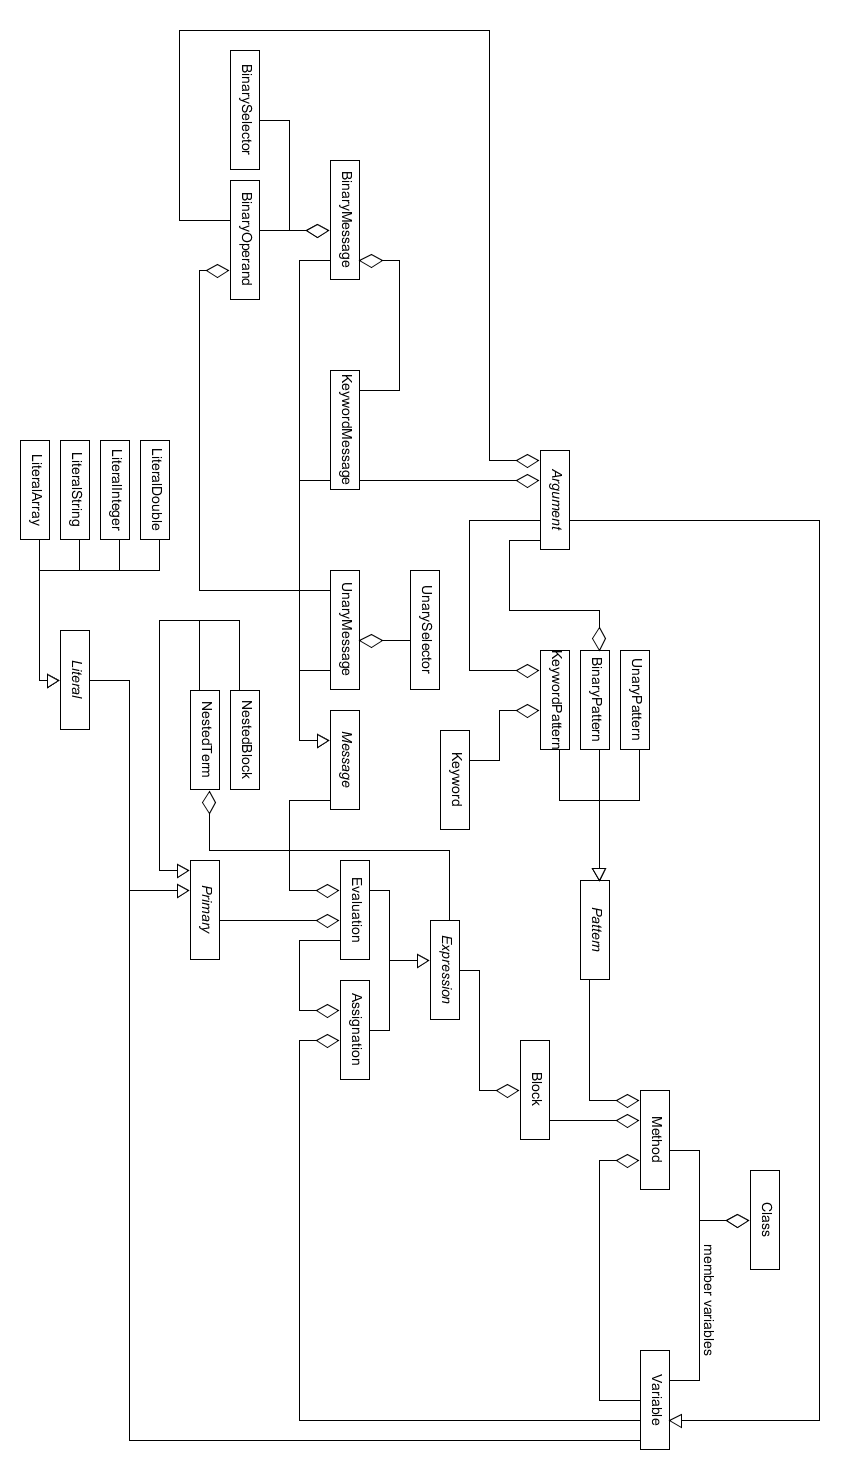 Class
member variables
Method
Variable
UnaryPattern
BinaryPattern
KeywordPattern
Pattern
Argument
Block
Keyword
Expression
UnarySelector
BinaryMessage
KeywordMessage
UnaryMessage
Message
Evaluation
Assignation
BinarySelector
BinaryOperand
NestedBlock
NestedTerm
Primary
LiteralDouble
LiteralInteger
LiteralString
LiteralArray
Literal